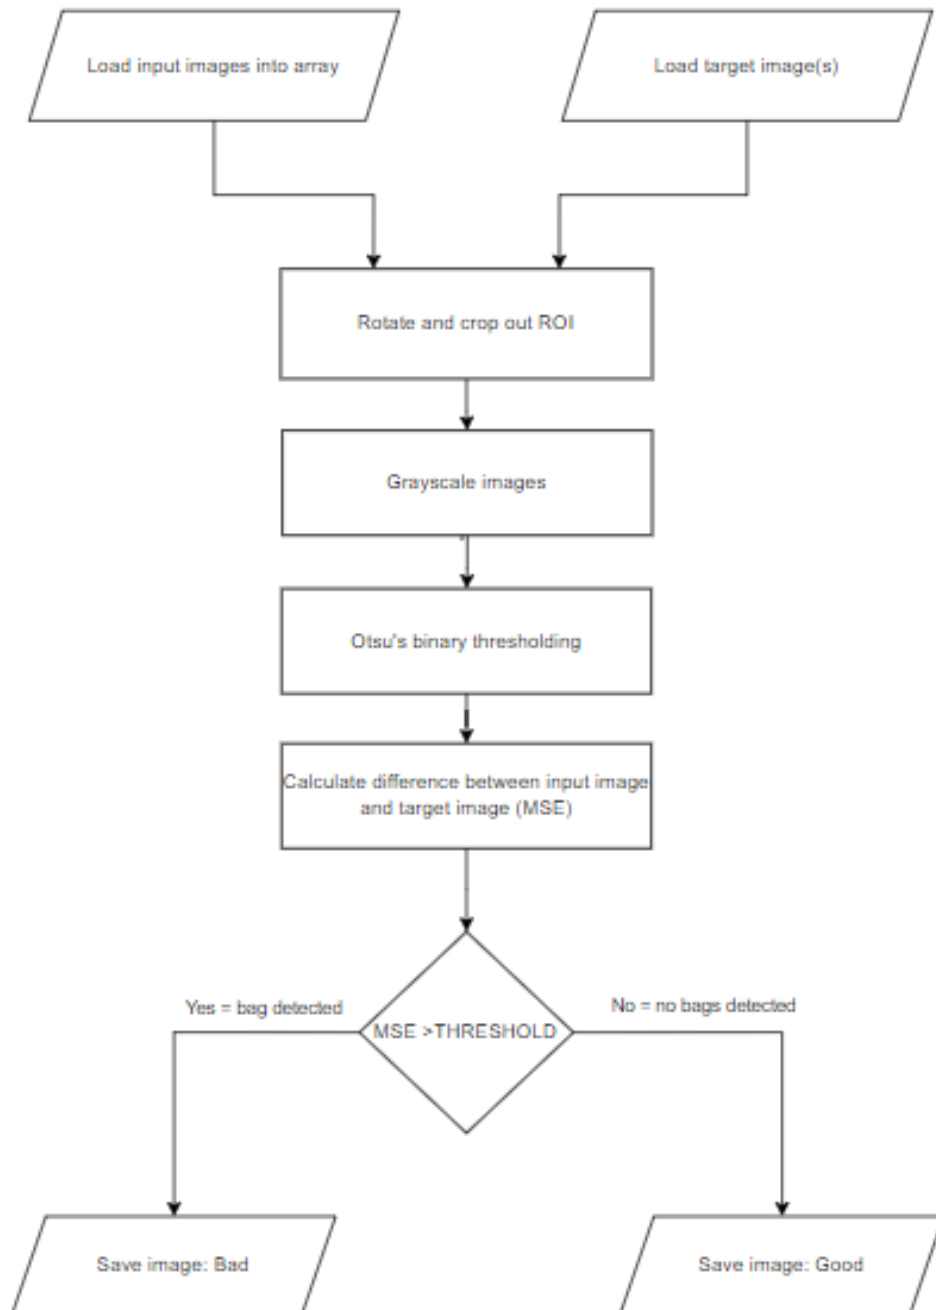 Load input images into array
Load target image(s)
Rotate and crop out ROI
Grayscale images
Otsu's binary thresholding
Calculate difference between input image
and target image (MSE)
Yes = bag detected
No = no bags detected
MSE >THRESHOLD
Save image: Bad
Save image: Good